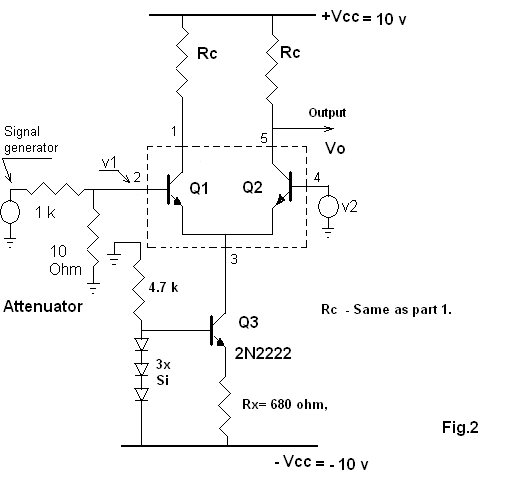 +Vcc = 10 v
Rc
Rc
Output
Vo
1
5
Signal
generator
v1
2
Q1
Q2
4
v2
1 k
10
Ohm
3
Attenuator
4.7 k
Q3
2N2222
Rc - Same as part 1.
3x
Si
Rx= 680 ohm,
Fig.2
- Vcc = - 10 v